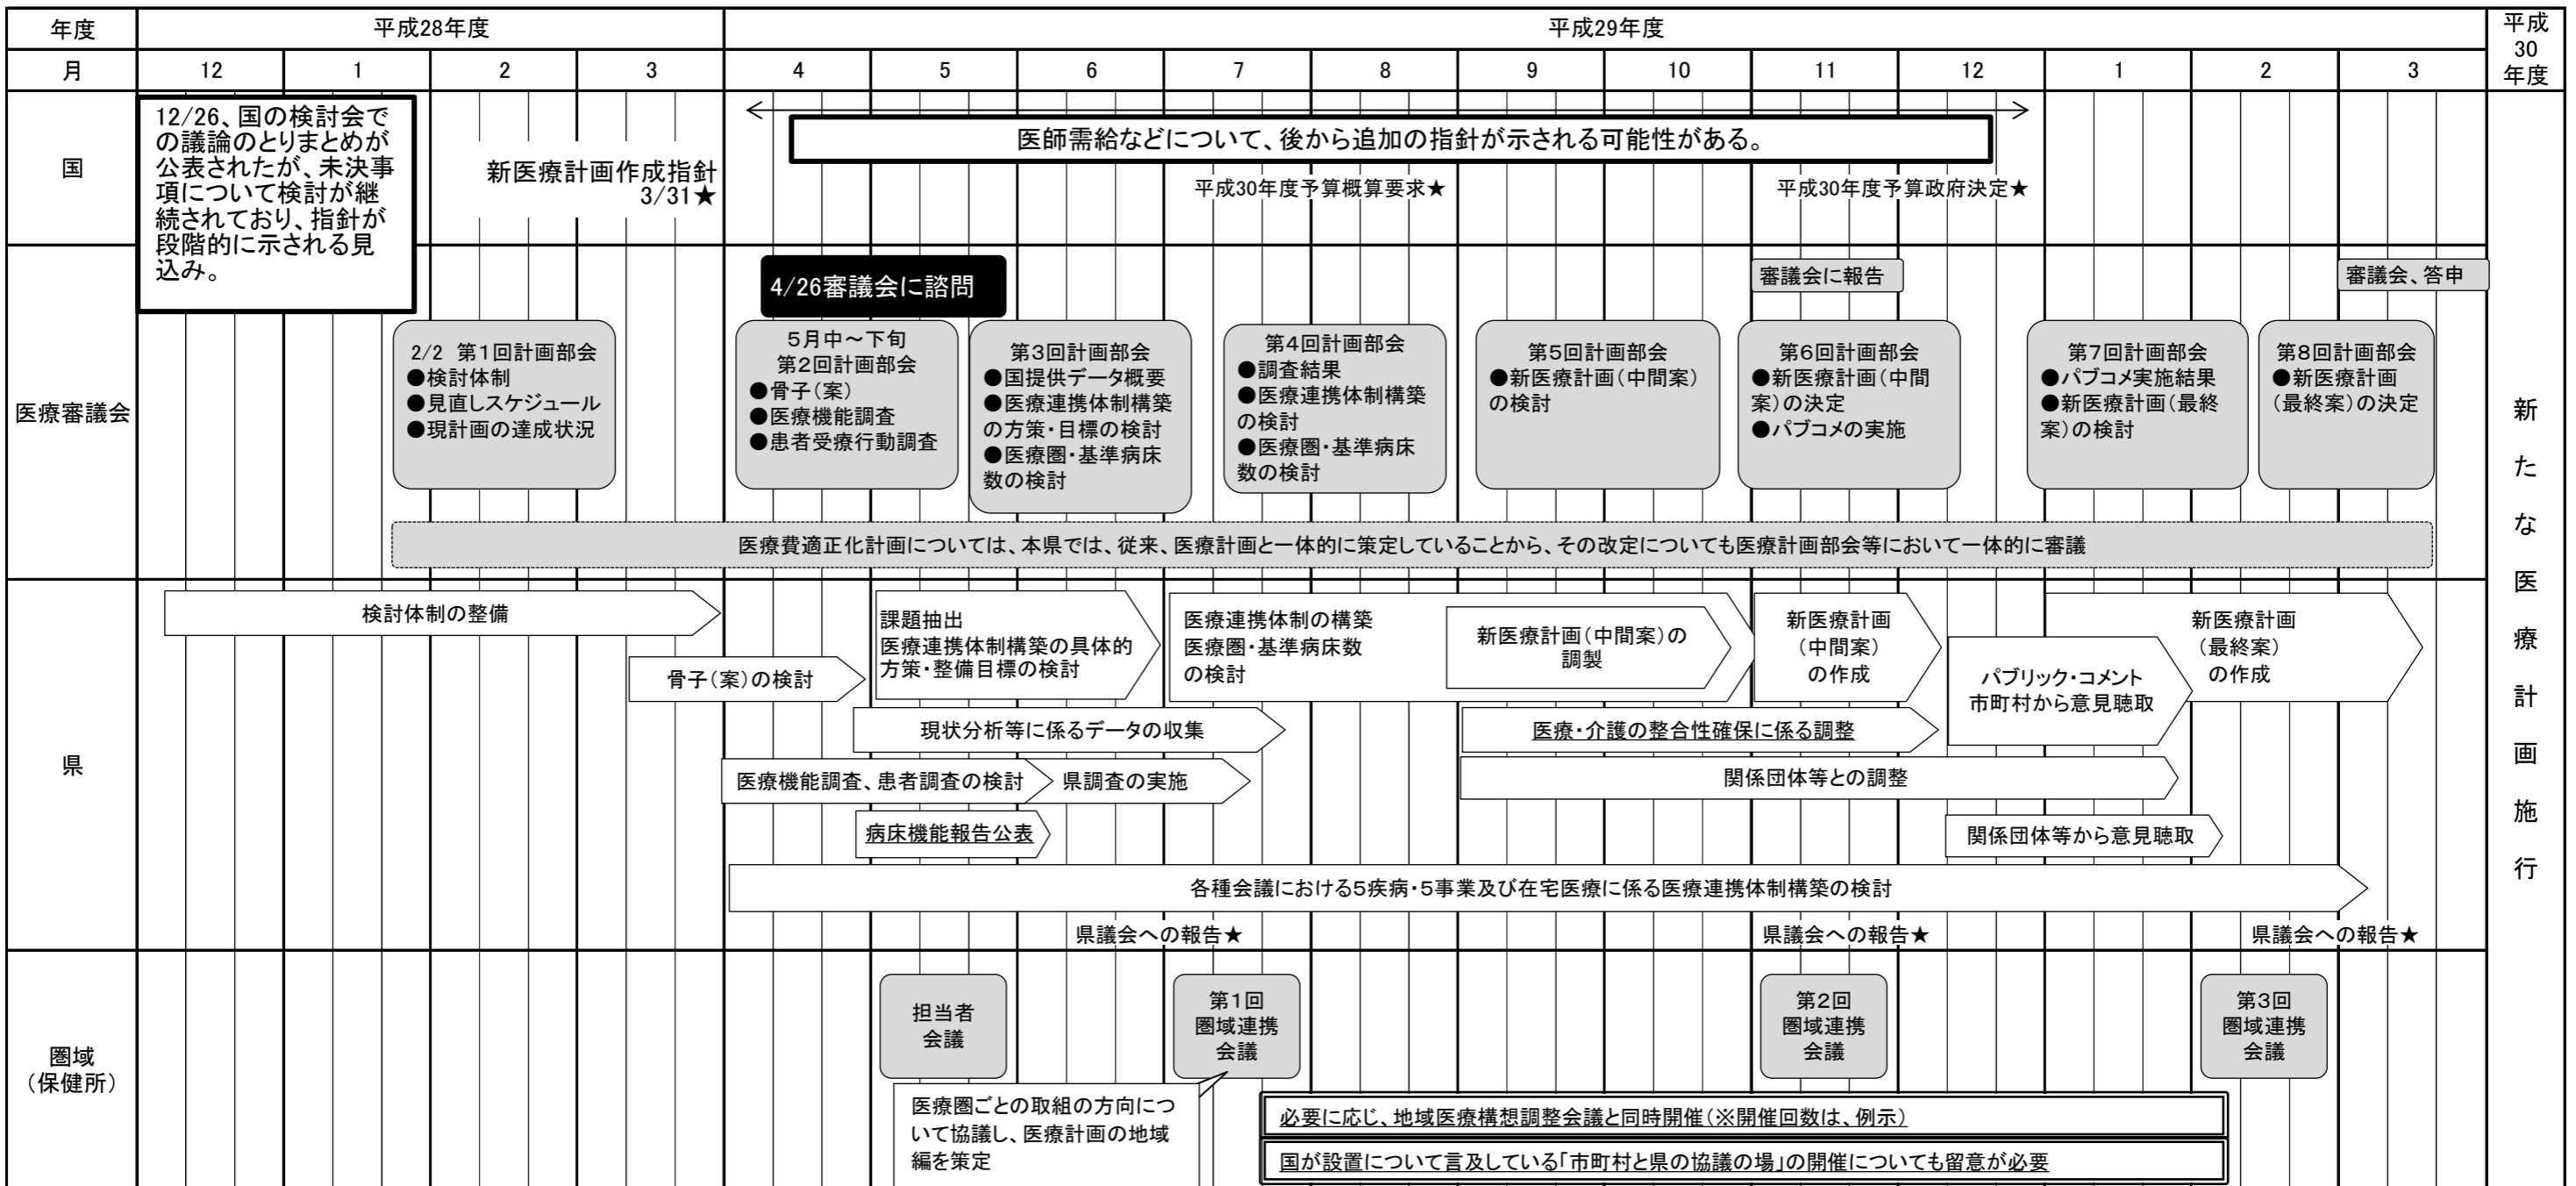 年度
平成28年度
平成29年度
平成
30
年度
月
12
1
2
3
4
5
6
7
8
9
10
11
12
1
2
3
国
12/26、国の検討会で
の議論のとりまとめが
公表されたが、未決事
項について検討が継
続されており、指針が
段階的に示される見
込み。
新医療計画作成指針
3/31★
医師需給などについて、後から追加の指針が示される可能性がある。
平成30年度予算概算要求★
平成30年度予算政府決定★
医療審議会
4/26審議会に諮問
審議会に報告
審議会、答申
2/2 第1回計画部会
●検討体制
●見直しスケジュール
●現計画の達成状況
5月中～下旬
第2回計画部会
●骨子(案)
●医療機能調査
●患者受療行動調査
第3回計画部会
●国提供データ概要
●医療連携体制構築
の方策・目標の検討
●医療圏・基準病床
数の検討
第4回計画部会
●調査結果
●医療連携体制構築
の検討
●医療圏・基準病床
数の検討
第5回計画部会
●新医療計画(中間案)
の検討
第6回計画部会
●新医療計画(中間
案)の決定
●パブコメの実施
第7回計画部会
●パブコメ実施結果
●新医療計画(最終
案)の検討
第8回計画部会
●新医療計画
(最終案)の決定
医療費適正化計画については、本県では、従来、医療計画と一体的に策定していることから、その改定についても医療計画部会等において一体的に審議
県
検討体制の整備
骨子(案)の検討
課題抽出
医療連携体制構築の具体的
方策・整備目標の検討
医療連携体制の構築
医療圏・基準病床数
の検討
新医療計画(中間案)の
調製
新医療計画
(中間案)
の作成
パブリック・コメント
市町村から意見聴取
新医療計画
(最終案)
の作成
現状分析等に係るデータの収集
医療・介護の整合性確保に係る調整
医療機能調査、患者調査の検討
県調査の実施
関係団体等との調整
病床機能報告公表
関係団体等から意見聴取
各種会議における5疾病・5事業及び在宅医療に係る医療連携体制構築の検討
県議会への報告★
県議会への報告★
県議会への報告★
圏域
(保健所)
担当者
会議
第1回
圏域連携
会議
第2回
圏域連携
会議
第3回
圏域連携
会議
医療圏ごとの取組の方向につ
いて協議し、医療計画の地域
編を策定
必要に応じ、地域医療構想調整会議と同時開催(※開催回数は、例示)
国が設置について言及している「市町村と県の協議の場」の開催についても留意が必要
新たな医療計画施行